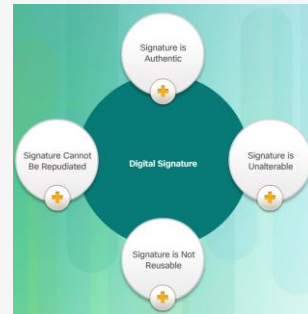 Signature is
Authentic
Signature Cannot
Be Repudiated
Digital Signature
Signature is
Unalterable
Signature is Not
Reusable